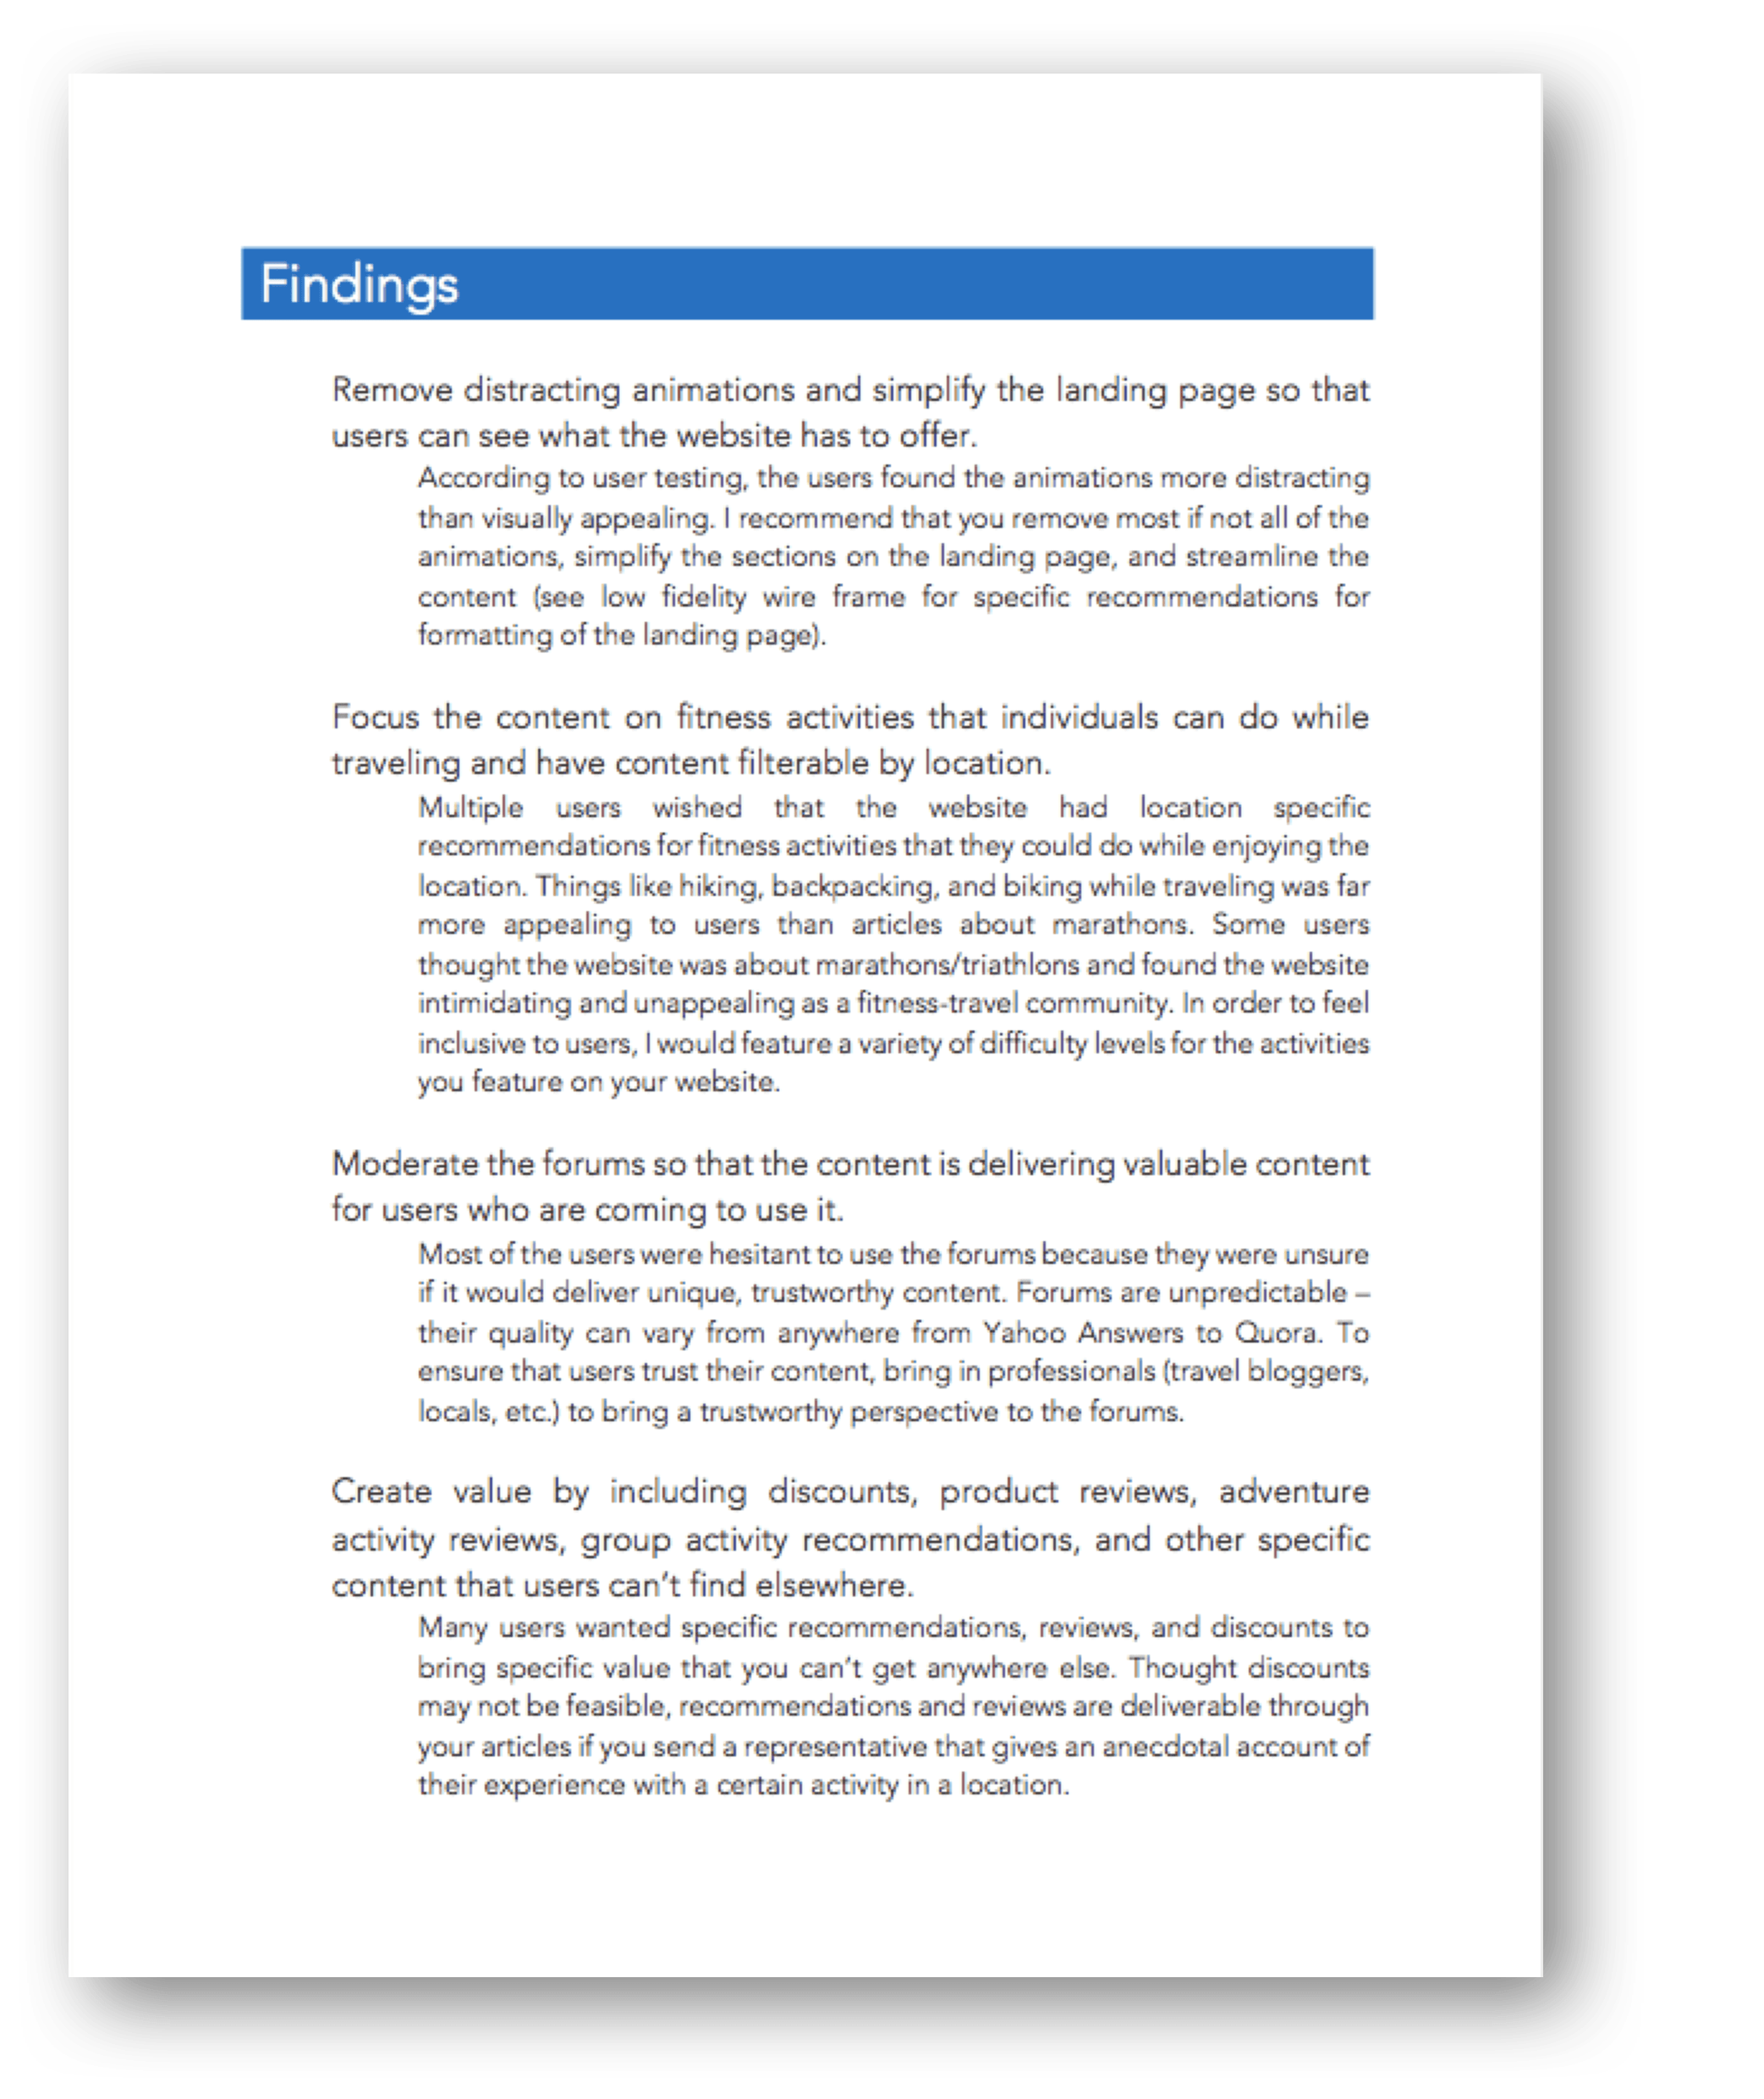 Findings
Remove distracting animations and simplify the landing page so that
users can see what the website has to offer.
According to user testing, the users found the animations more distracting
than visually appealing. I recommend that you remove most if not all of the
animations, simplify the sections on the landing page, and streamline the
content (see low fidelity wire frame for specific recommendations for
formatting of the landing page).
Focus the content on fitness activities that individuals can do while
traveling and have content filterable by location.
Multiple users wished that the website had location specific
recommendations for fitness activities that they could do while enjoying the
location. Things like hiking, backpacking, and biking while traveling was far
more appealing to users than articles about marathons. Some users
thought the website was about marathons/triathlons and found the website
intimidating and unappealing as a fitness-travel community. In order to feel
inclusive to users, I would feature a variety of difficulty levels for the activities
you feature on your website.
Moderate the forums so that the content is delivering valuable content
for users who are coming to use it.
Most of the users were hesitant to use the forums because they were unsure
if it would deliver unique, trustworthy content. Forums are unpredictable –
their quality can vary from anywhere from Yahoo Answers to Quora. To
ensure that users trust their content, bring in professionals (travel bloggers,
locals, etc.) to bring a trustworthy perspective to the forums.
Create value by including discounts, product reviews, adventure
activity reviews, group activity recommendations, and other specific
content that users can't find elsewhere.
Many users wanted specific recommendations, reviews, and discounts to
bring specific value that you can't get anywhere else. Thought discounts
may not be feasible, recommendations and reviews are deliverable through
your articles if you send a representative that gives an anecdotal account of
their experience with a certain activity in a location.